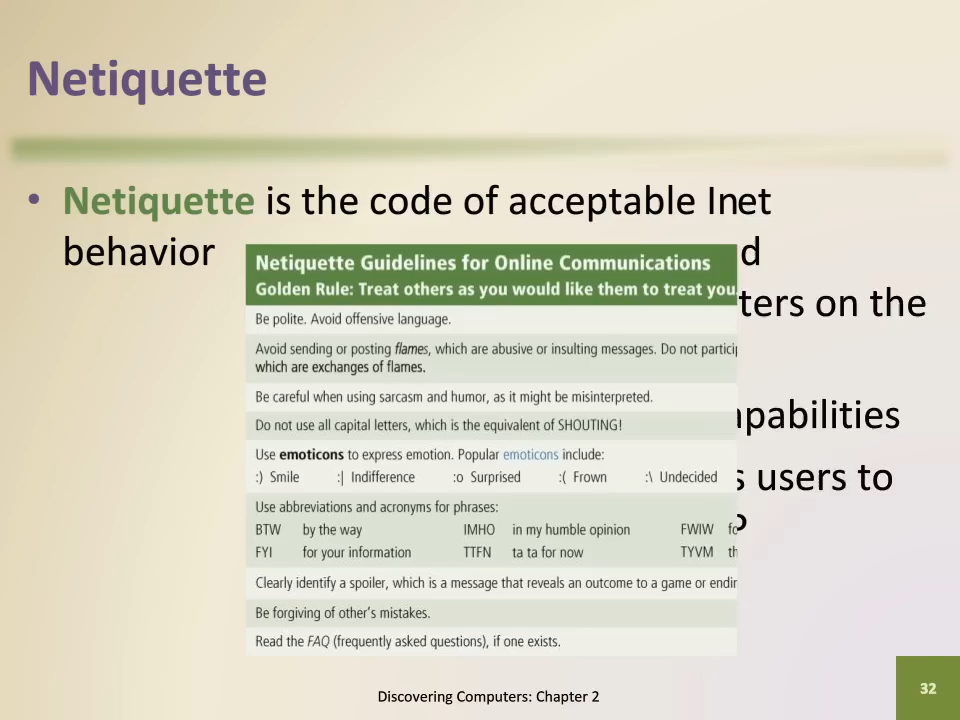 Netiquette
• Netiquette is the code of acceptable Inet
behavior
Netiquette Guidelines for Online Communications
Golden Rule: Treat others as you would like them to treat you.
Be polite. Avoid offensive language.
Avoid sending or posting flames, which are abusive or insulting messages. Do not
which are exchanges of flames.
Be careful when using sarcasm and humor, as it might be misinterpreted.
Do not use all capital letters, which is the equivalent of SHOUTING!
Use emoticons to express emotion. Popular emoticons include:
:) Smile :| Indifference :o Surprised :( Frown :\ Undecided
Use abbreviations and acronyms for phrases:
BTW by the way IMHO in my humble opinion FWIW
FYI for your information TTFN ta ta for now TYVM
Clearly identify a spoiler, which is a message that reveals an outcome to a game or
Be forgiving of other's mistakes.
Read the FAQ (frequently asked questions), if one exists.
on the
users to
Discovering Computers: Chapter 2
32